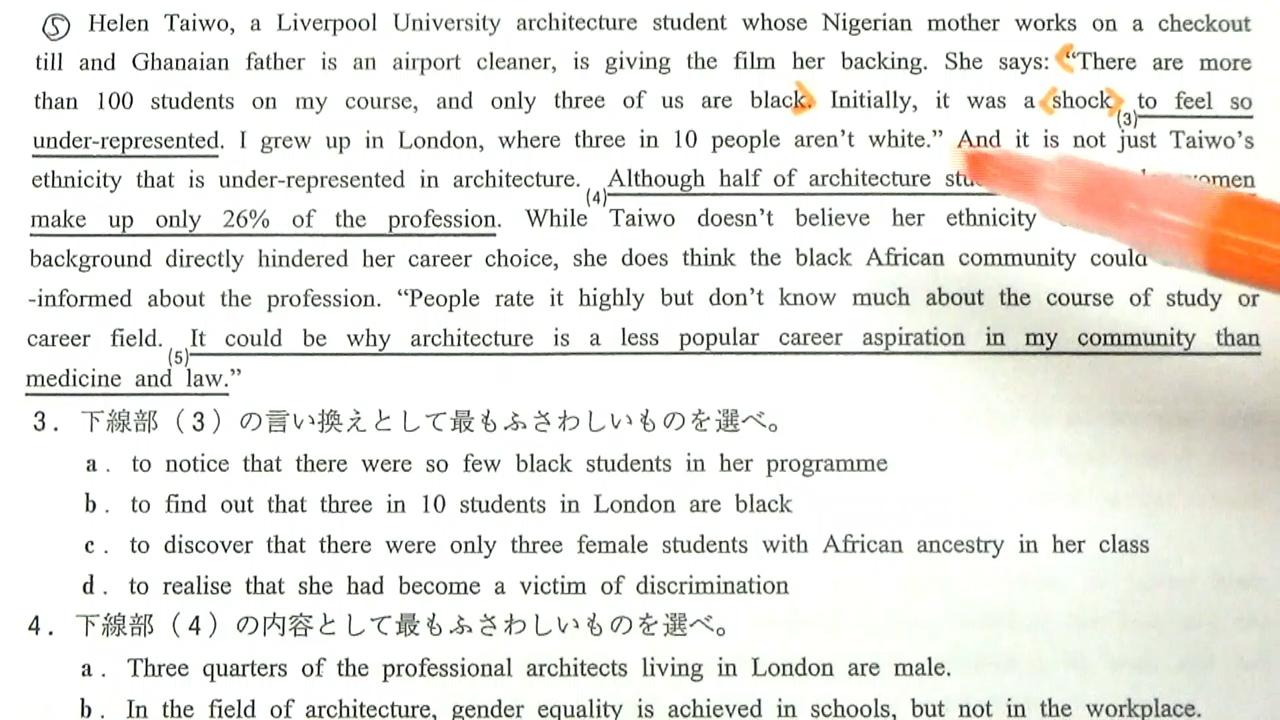 ⑤ Helen Taiwo, a Liverpool University architecture student whose Nigerian mother works on a checkout
till and Ghanaian father is an airport cleaner, is giving the film her backing. She says: “There are more
than 100 students on my course, and only three of us are black. Initially, it was a shock to feel so
(3)
under-represented. I grew up in London, where three in 10 people aren’t white.” And it is not just Taiwo’s
ethnicity that is under-represented in architecture. Although half of architecture
(4)
make up only 26% of the profession. While Taiwo doesn’t believe her ethnicity
background directly hindered her career choice, she does think the black African community could
-informed about the profession. “People rate it highly but don’t know much about the course of study or
career field. It could be why architecture is a less popular career aspiration in my community than
(5)
medicine and law.”
3. 下線部(3)の言い換えとして最もふさわしいものを選べ。
a. to notice that there were so few black students in her programme
b. to find out that three in 10 students in London are black
c. to discover that there were only three female students with African ancestry in her class
d. to realise that she had become a victim of discrimination
4. 下線部(4)の内容として最もふさわしいものを選べ。
a. Three quarters of the professional architects living in London are male.
b. In the field of architecture, gender equality is achieved in schools, but not in the workplace.